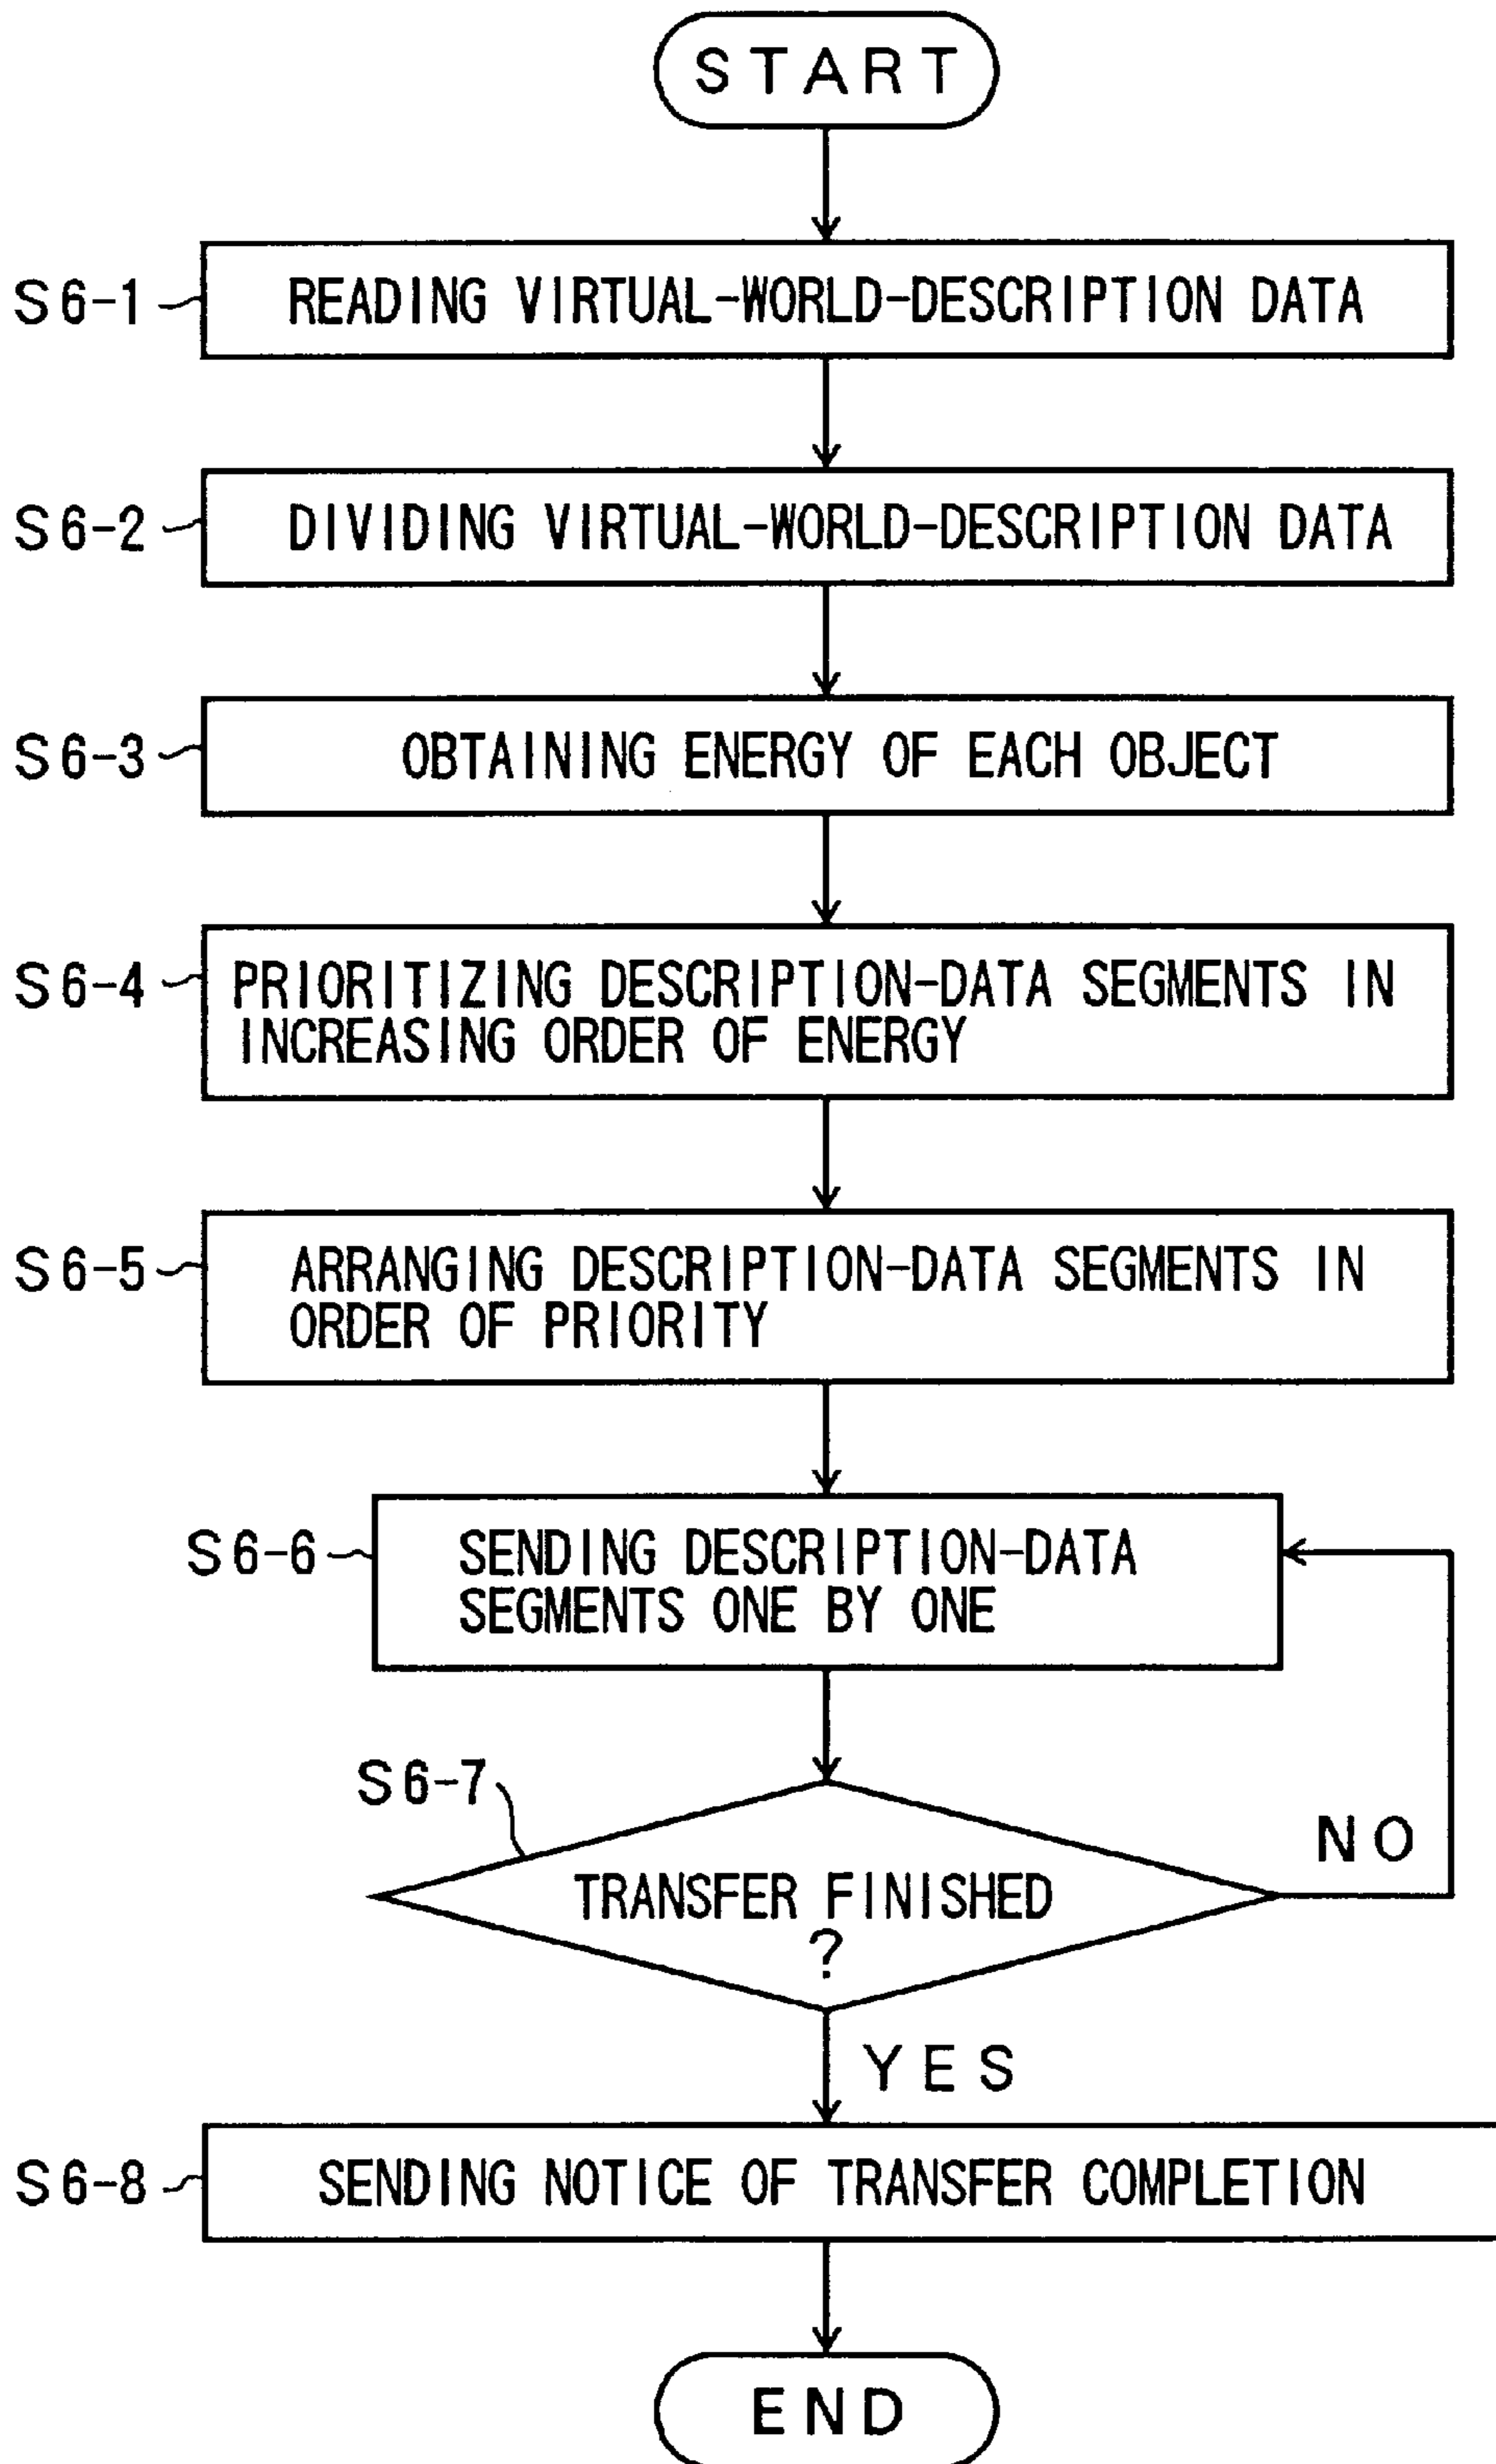 START
S6-1
READING VIRTUAL-WORLD-DESCRIPTION DATA
S6-2
DIVIDING VIRTUAL-WORLD-DESCRIPTION DATA
S6-3
OBTAINING ENERGY OF EACH OBJECT
S6-4
PRIORITIZING DESCRIPTION-DATA SEGMENTS IN
INCREASING ORDER OF ENERGY
S6-5
ARRANGING DESCRIPTION-DATA SEGMENTS IN
ORDER OF PRIORITY
S6-6
SENDING DESCRIPTION-DATA
SEGMENTS ONE BY ONE
S6-7
TRANSFER FINISHED
?
NO
YES
S6-8
SENDING NOTICE OF TRANSFER COMPLETION
END